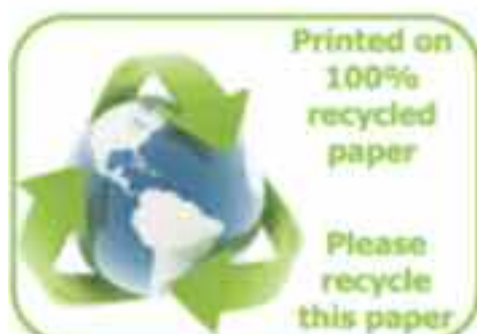 Printed on
100%
recycled
paper
Please
recycle
this paper